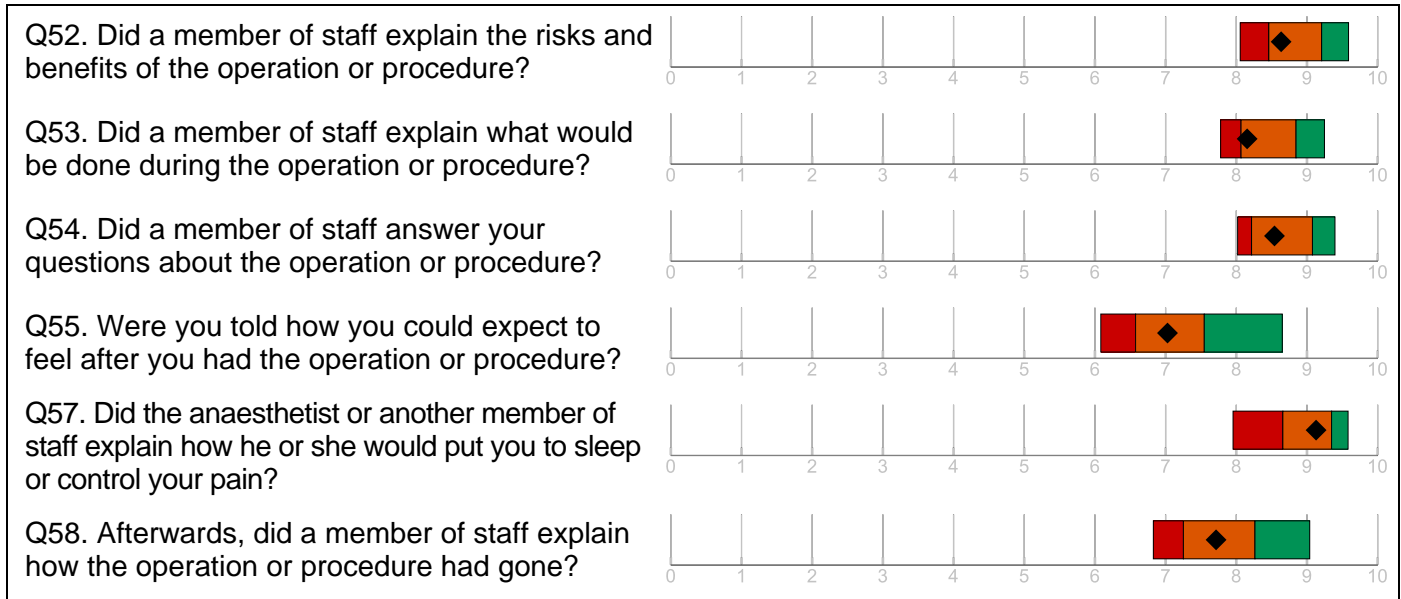 Q52. Did a member of staff explain the risks and
benefits of the operation or procedure?
0 1 2 3 4 5 6 7 8 9 10
Q53. Did a member of staff explain what would
be done during the operation or procedure?
0 1 2 3 4 5 6 7 8 9 10
Q54. Did a member of staff answer your
questions about the operation or procedure?
0 1 2 3 4 5 6 7 8 9 10
Q55. Were you told how you could expect to
feel after you had the operation or procedure?
0 1 2 3 4 5 6 7 8 9 10
Q57. Did the anaesthetist or another member of
staff explain how he or she would put you to sleep
or control your pain?
0 1 2 3 4 5 6 7 8 9 10
Q58. Afterwards, did a member of staff explain
how the operation or procedure had gone?
0 1 2 3 4 5 6 7 8 9 10